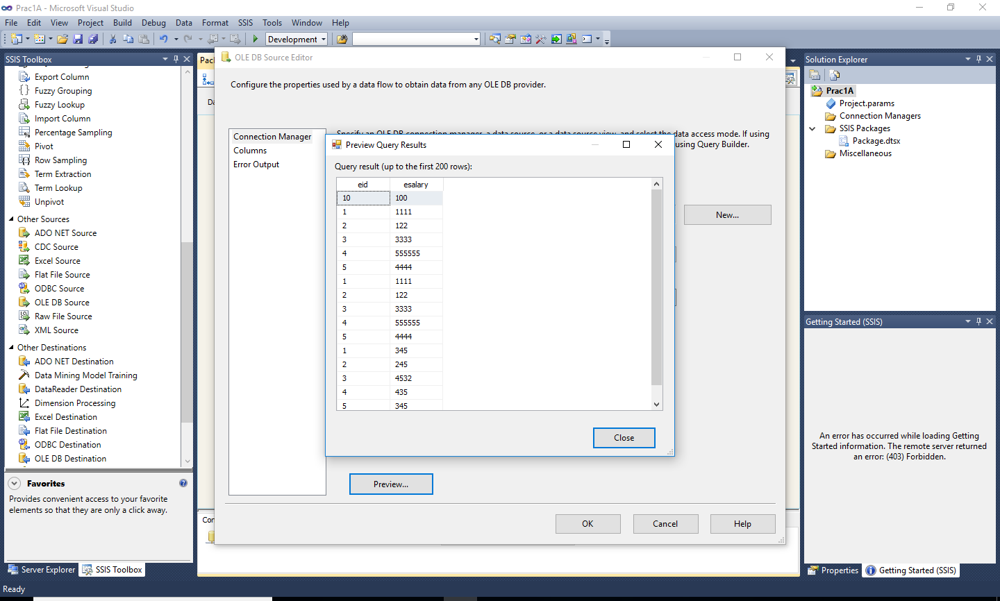 Prac1A - Microsoft Visual Studio
File Edit View Project Build Debug Data Format SSIS Tools Window Help
Development
SSIS Toolbox
Export Column
Fuzzy Grouping
Fuzzy Lookup
Import Column
Percentage Sampling
Pivot
Row Sampling
Term Extraction
Term Lookup
Unpivot
Other Sources
ADO NET Source
CDC Source
Excel Source
Flat File Source
ODBC Source
OLE DB Source
Raw File Source
XML Source
Other Destinations
ADO NET Destination
Data Mining Model Training
DataReader Destination
Dimension Processing
Excel Destination
Flat File Destination
ODBC Destination
OLE DB Destination
Favorites
Provides convenient access to your favorite
elements so that they are only a click away.
Server Explorer SSIS Toolbox
Ready
OLE DB Source Editor
Configure the properties used by a data flow to obtain data from any OLE DB provider.
Connection Manager
Columns
Error Output
Specify an OLE DB connection manager, a data source, or a data source view, and select the data access mode. If using
using Query Builder.
New...
Preview Query Results
Query result (up to the first 200 rows):
eid esalary
10 100
1 1111
2 122
3 3333
4 555555
5 4444
1 1111
2 122
3 3333
4 555555
5 4444
1 345
2 245
3 4532
4 435
5 345
Close
Preview...
OK Cancel Help
Solution Explorer
Prac1A
Project.params
Connection Managers
SSIS Packages
Package.dtsx
Miscellaneous
Getting Started (SSIS)
An error has occurred while loading Getting
Started information. The remote server returned
an error: (403) Forbidden.
Properties Getting Started (SSIS)